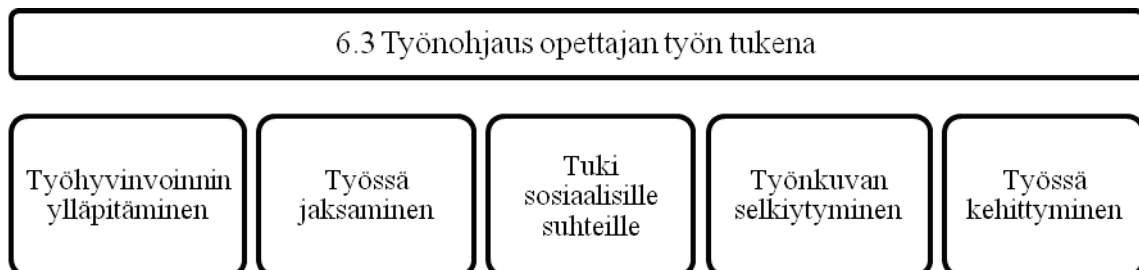 6.3 Työnohjaus opettajan työn tukena
Työhyvinvoinnin
ylläpitäminen
Työssä
jaksaminen
Tuki
sosiaalisille
suhteille
Työnkuvan
selkiytyminen
Työssä
kehittyminen